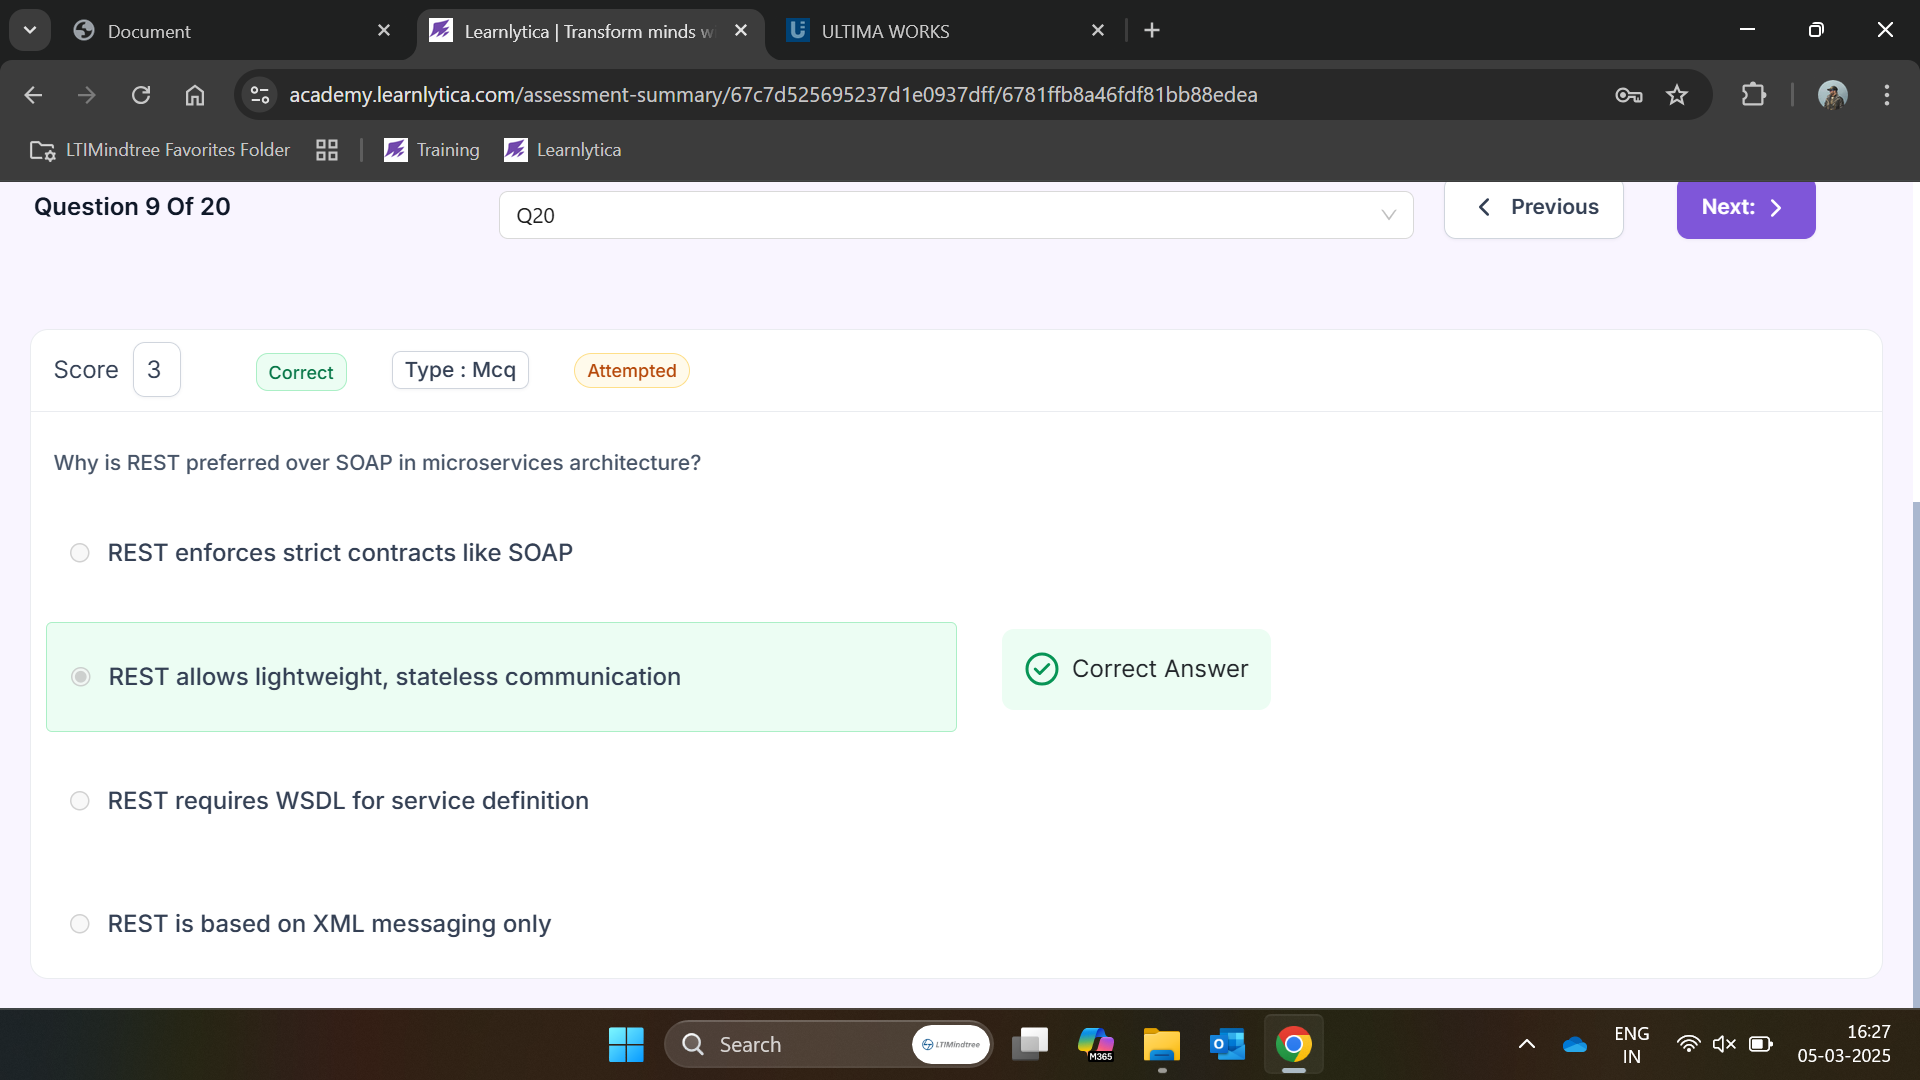 Document
Learnlytica | Transform minds w
ULTIMA WORKS
academy.learnlytica.com/assessment-summary/67c7d525695237d1e0937dff/6781ffb8a46fdf81bb88edea
LTIMindtree Favorites Folder
Training
Learnlytica
Question 9 Of 20
Q20
Previous
Next:
Score 3
Correct
Type : Mcq
Attempted
Why is REST preferred over SOAP in microservices architecture?
REST enforces strict contracts like SOAP
REST allows lightweight, stateless communication
Correct Answer
REST requires WSDL for service definition
REST is based on XML messaging only
Search
LTIMindtree
M365
ENG
IN
16:27
05-03-2025